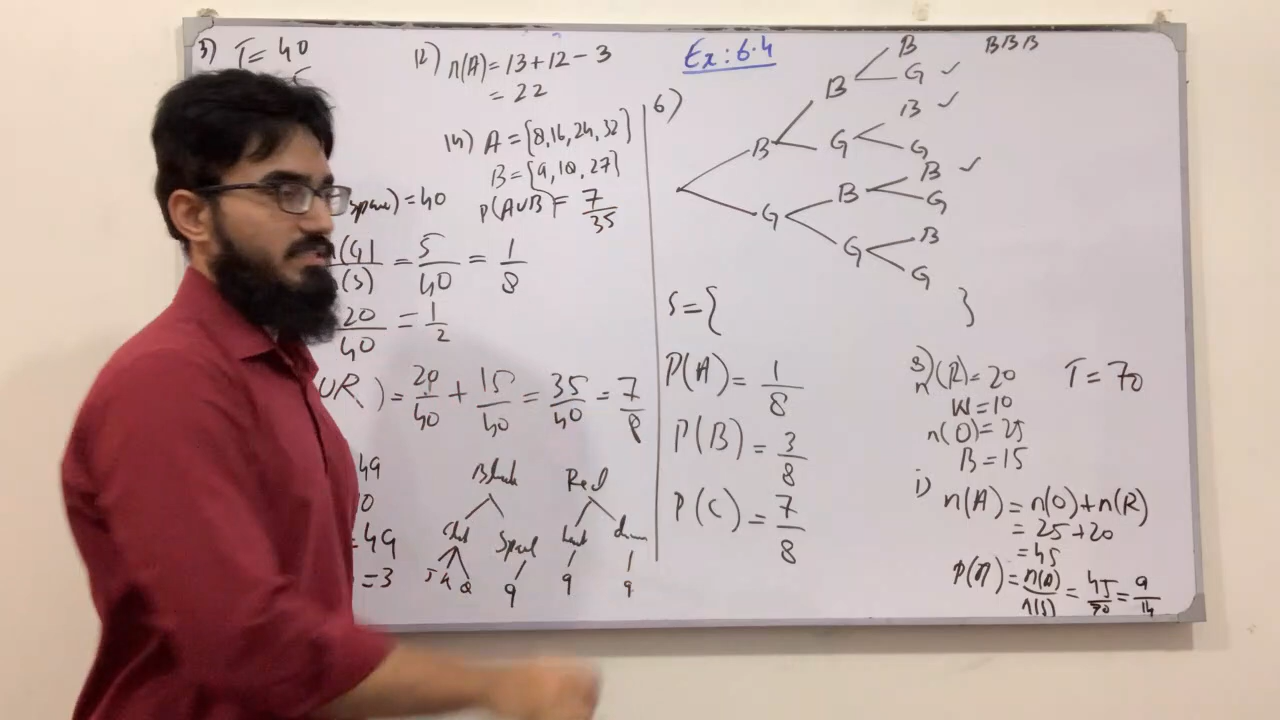 3) T = 40
space) = 40
n(G)/n(S) = 5/40 = 1/8
20/40 = 1/2
UR) = 20/40 + 15/40 = 35/40 = 7/8
49
= 49
= 3
12) n(A) = 13 + 12 - 3
= 22
14) A = {8,16,24,32}
B = {9,18,27}
P(AUB) = 7/35
Black Red
9 9 9
Ex: 6.4
6)
B B B G ✓ BBB
G B ✓ G
G B B ✓ G
G B G
S = { }
P(A) = 1/8
P(B) = 3/8
P(C) = 7/8
n(R) = 20 T = 70
W = 10
n(O) = 25
B = 15
i) n(A) = n(O) + n(R)
= 25 + 20
= 45
P(A) = n(A)/n(S) = 45/70 = 9/14